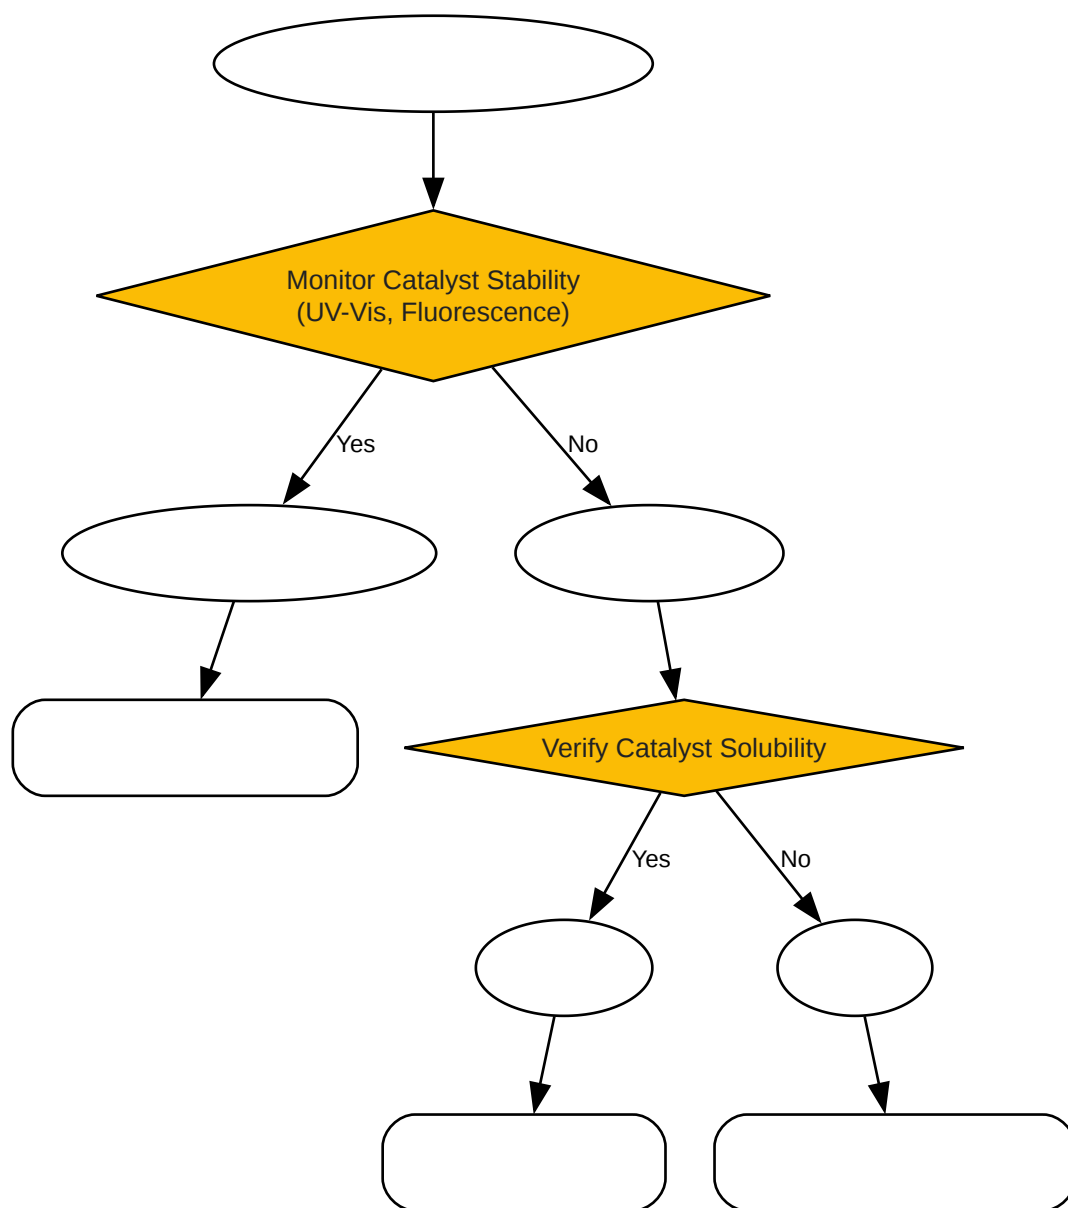 Monitor Catalyst Stability
(UV-Vis, Fluorescence)
Yes
No
Verify Catalyst Solubility
Yes
No